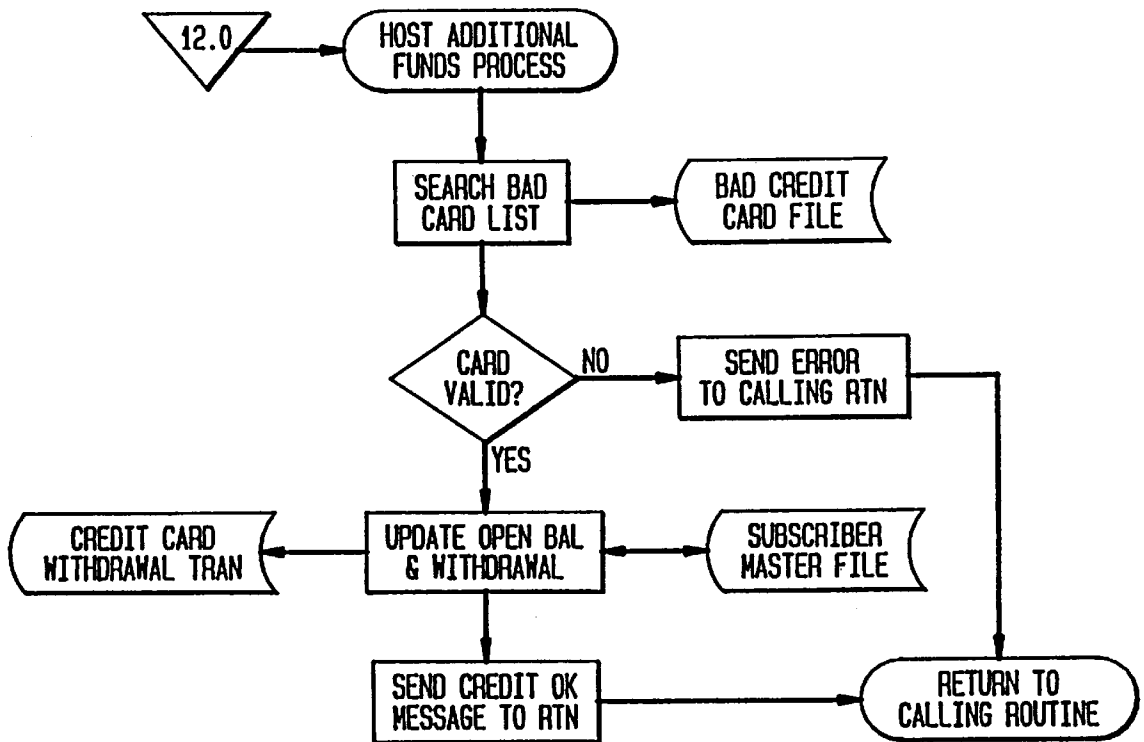 12.0
HOST ADDITIONAL
FUNDS PROCESS
SEARCH BAD
CARD LIST
BAD CREDIT
CARD FILE
CARD
VALID?
NO
SEND ERROR
TO CALLING RTN
YES
CREDIT CARD
WITHDRAWAL TRAN
UPDATE OPEN BAL
& WITHDRAWAL
SUBSCRIBER
MASTER FILE
SEND CREDIT OK
MESSAGE TO RTN
RETURN TO
CALLING ROUTINE